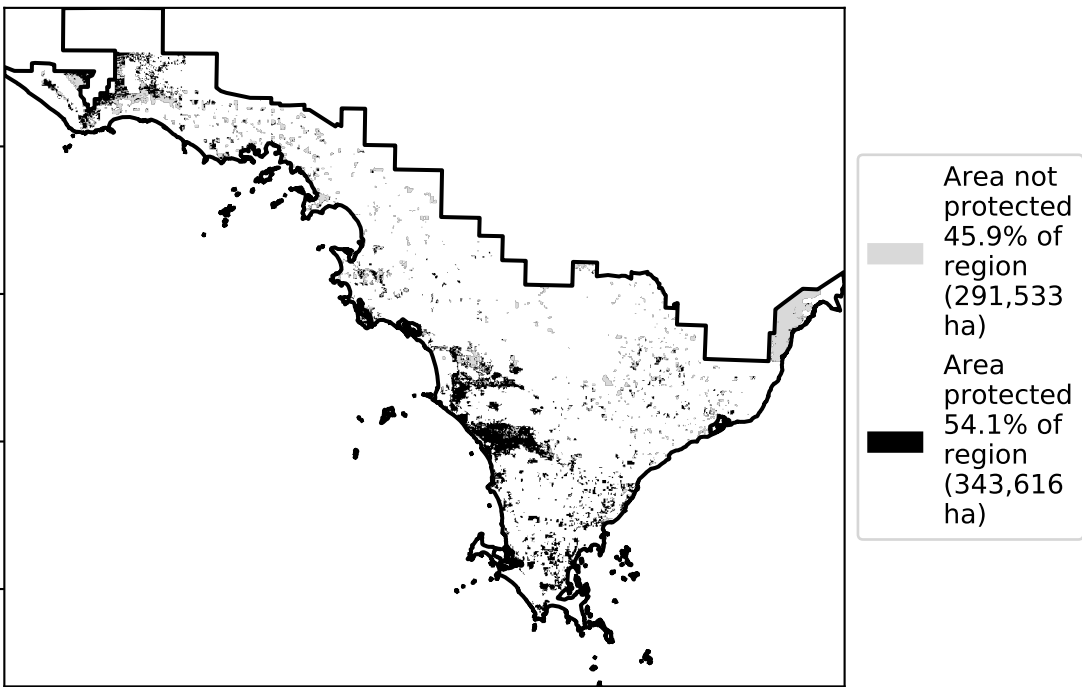 Area not
protected
45.9% of
region
(291,533
ha)
Area
protected
54.1% of
region
(343,616
ha)